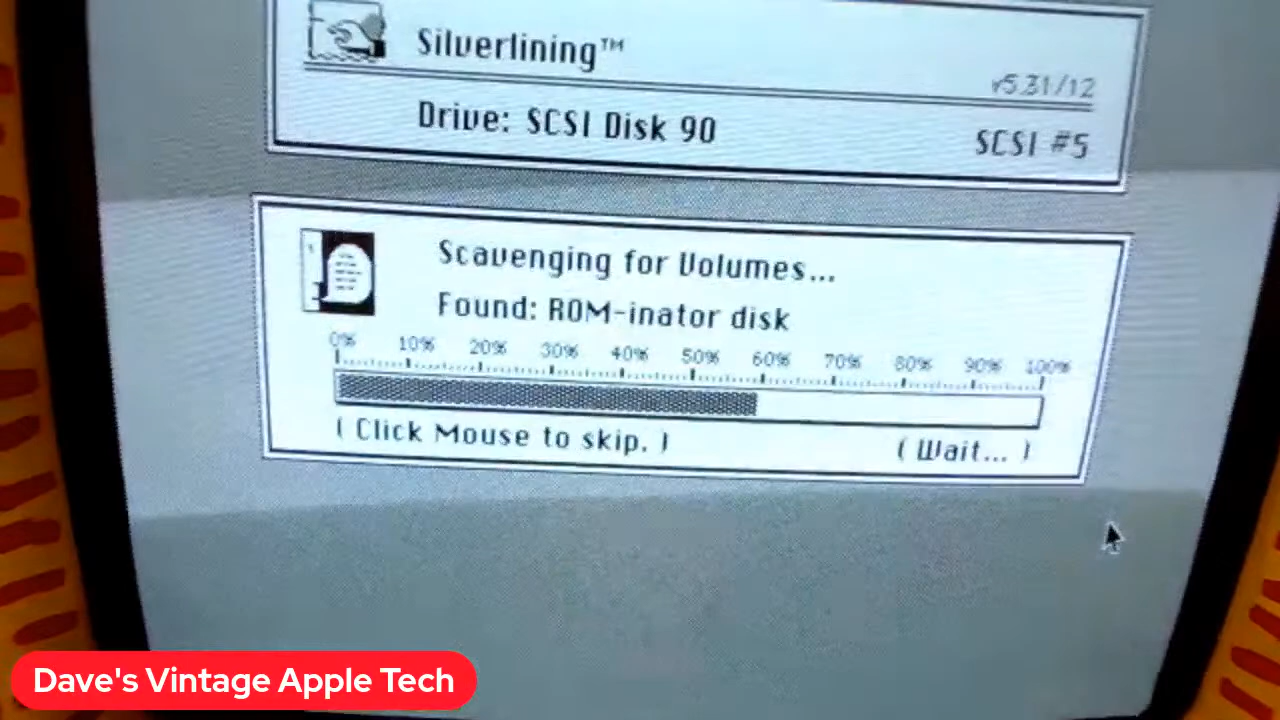 Silverlining™
v5.31/12
Drive: SCSI Disk 90
SCSI #5
Scavenging for Volumes...
Found: ROM-inator disk
0% 10% 20% 30% 40% 50% 60% 70% 80% 90% 100%
( Click Mouse to skip. )
( Wait... )
Dave's Vintage Apple Tech